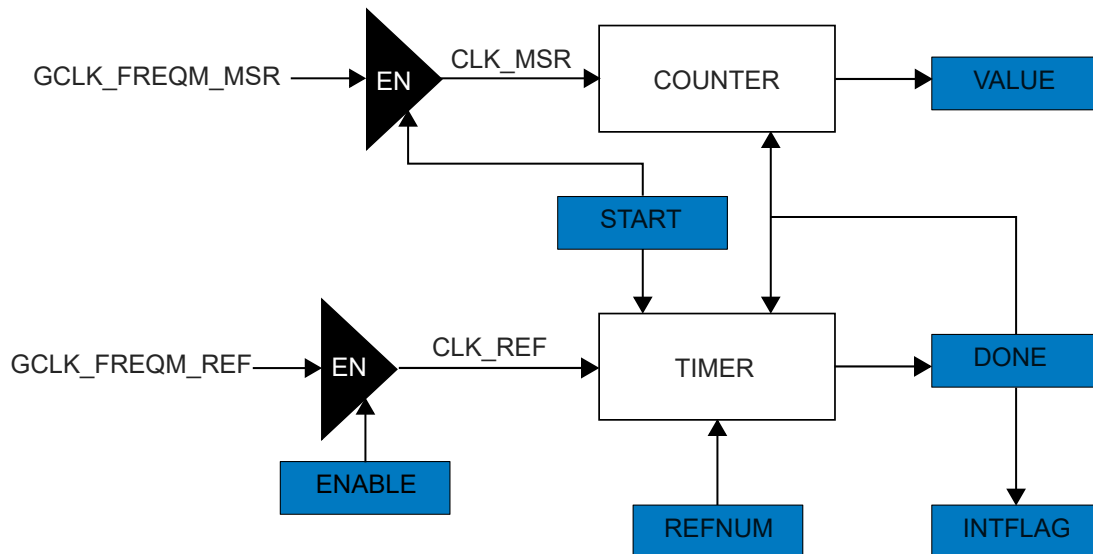 CLK_MSR
GCLK_FREQM_MSR
EN
COUNTER
VALUE
START
CLK_REF
GCLK_FREQM_REF
EN
TIMER
DONE
ENABLE
REFNUM
INTFLAG